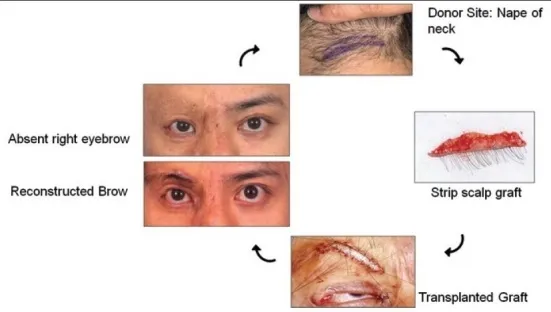 Donor Site: Nape of
neck
Absent right eyebrow
Strip scalp graft
Reconstructed Brow
Transplanted Graft